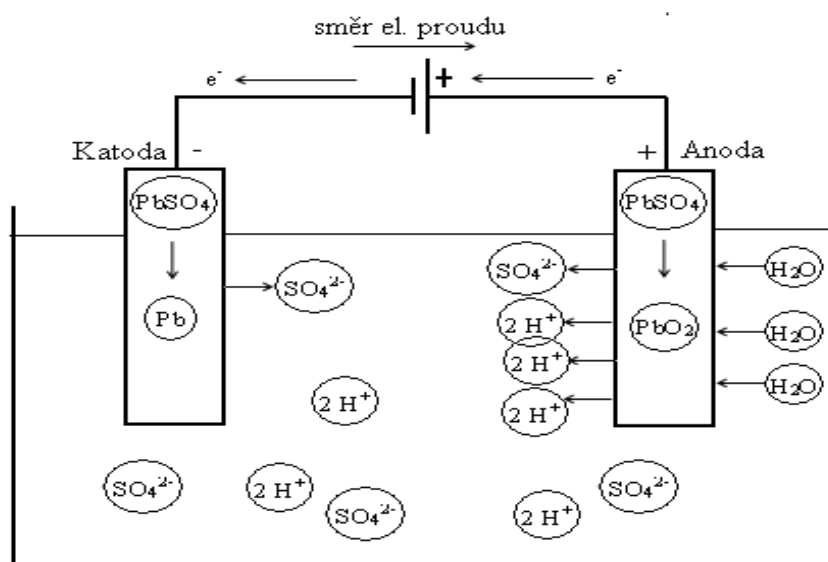 směr el. proudu
e- + e-
Katoda - + Anoda
PbSO₄ PbSO₄
SO₄²⁻ H₂O
SO₄²⁻
Pb 2 H⁺ PbO₂ H₂O
2 H⁺
2 H⁺ 2 H⁺ H₂O
SO₄²⁻ 2 H⁺ SO₄²⁻ 2 H⁺ SO₄²⁻